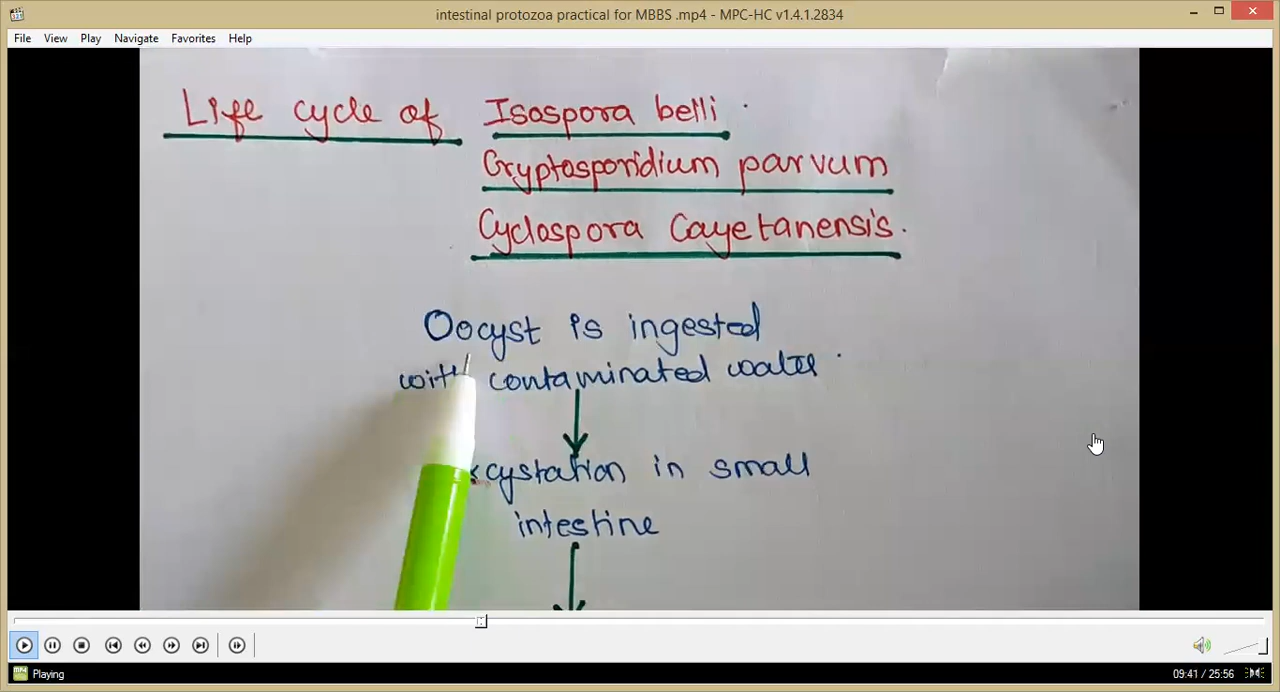 intestinal protozoa practical for MBBS .mp4 - MPC-HC v1.4.1.2834
File View Play Navigate Favorites Help
Life cycle of Isospora belli
Cryptosporidium parvum
Cyclospora Cayetanensis.
Oocyst is ingested
with contaminated water
cystation in small
intestine
Playing
09:41 / 25:56